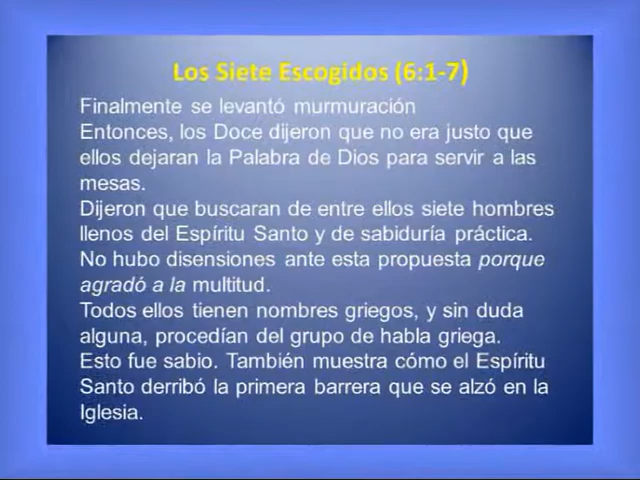 Los Siete Escogidos (6:1-7)
Finalmente se levantó murmuración
Entonces, los Doce dijeron que no era justo que
ellos dejaran la Palabra de Dios para servir a las
mesas.
Dijeron que buscaran de entre ellos siete hombres
llenos del Espíritu Santo y de sabiduría práctica.
No hubo disensiones ante esta propuesta porque
agradó a la multitud.
Todos ellos tienen nombres griegos, y sin duda
alguna, procedían del grupo de habla griega.
Esto fue sabio. También muestra cómo el Espíritu
Santo derribó la primera barrera que se alzó en la
Iglesia.